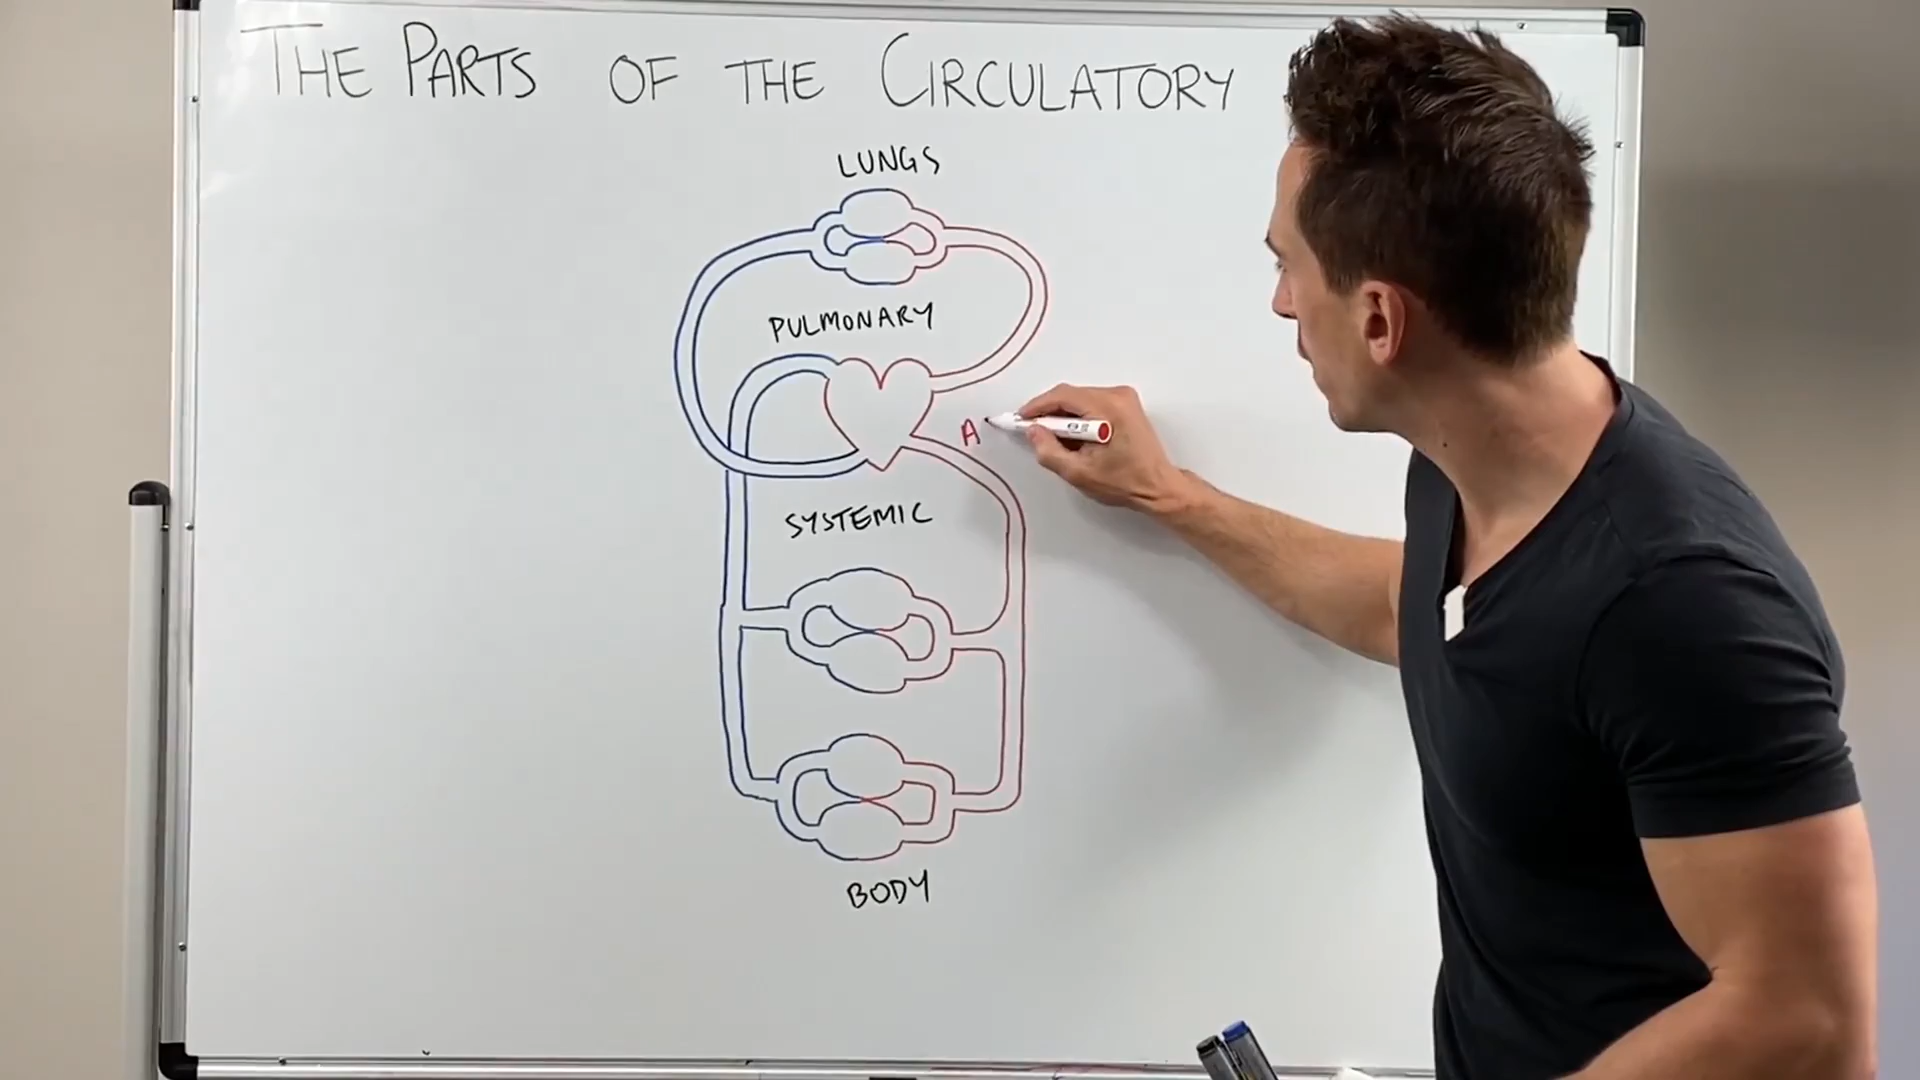 THE PARTS OF THE CIRCULATORY
LUNGS
PULMONARY
A
SYSTEMIC
BODY